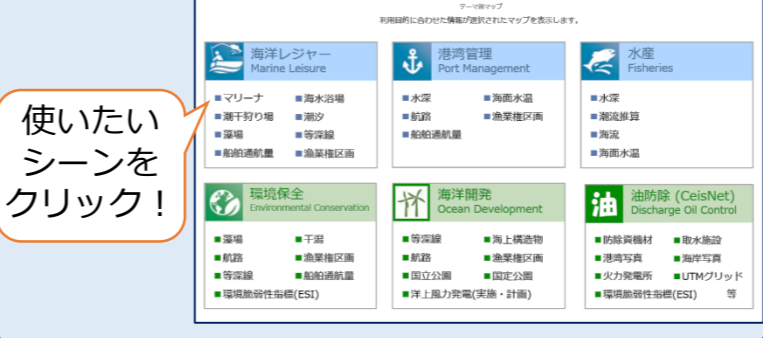 テーマ別マップ
利用目的に合わせた情報が選択されたマップを表示します。
使いたい
シーンを
クリック！
海洋レジャー
Marine Leisure
■マリーナ ■海水浴場
■潮干狩り場 ■潮汐
■藻場 ■等深線
■船舶通航量 ■漁業権区画
港湾管理
Port Management
■水深 ■海面水温
■航路 ■漁業権区画
■船舶通航量
水産
Fisheries
■水深
■潮流推算
■海流
■海面水温
環境保全
Environmental Conservation
■藻場 ■干潟
■航路 ■漁業権区画
■等深線 ■船舶通航量
■環境脆弱性指標(ESI)
海洋開発
Ocean Development
■等深線 ■海上構造物
■航路 ■漁業権区画
■国立公園 ■国定公園
■洋上風力発電(実施・計画)
油
油防除 (CeisNet)
Discharge Oil Control
■防除資機材 ■取水施設
■港湾写真 ■海岸写真
■火力発電所 ■UTMグリッド
■環境脆弱性指標(ESI) 等